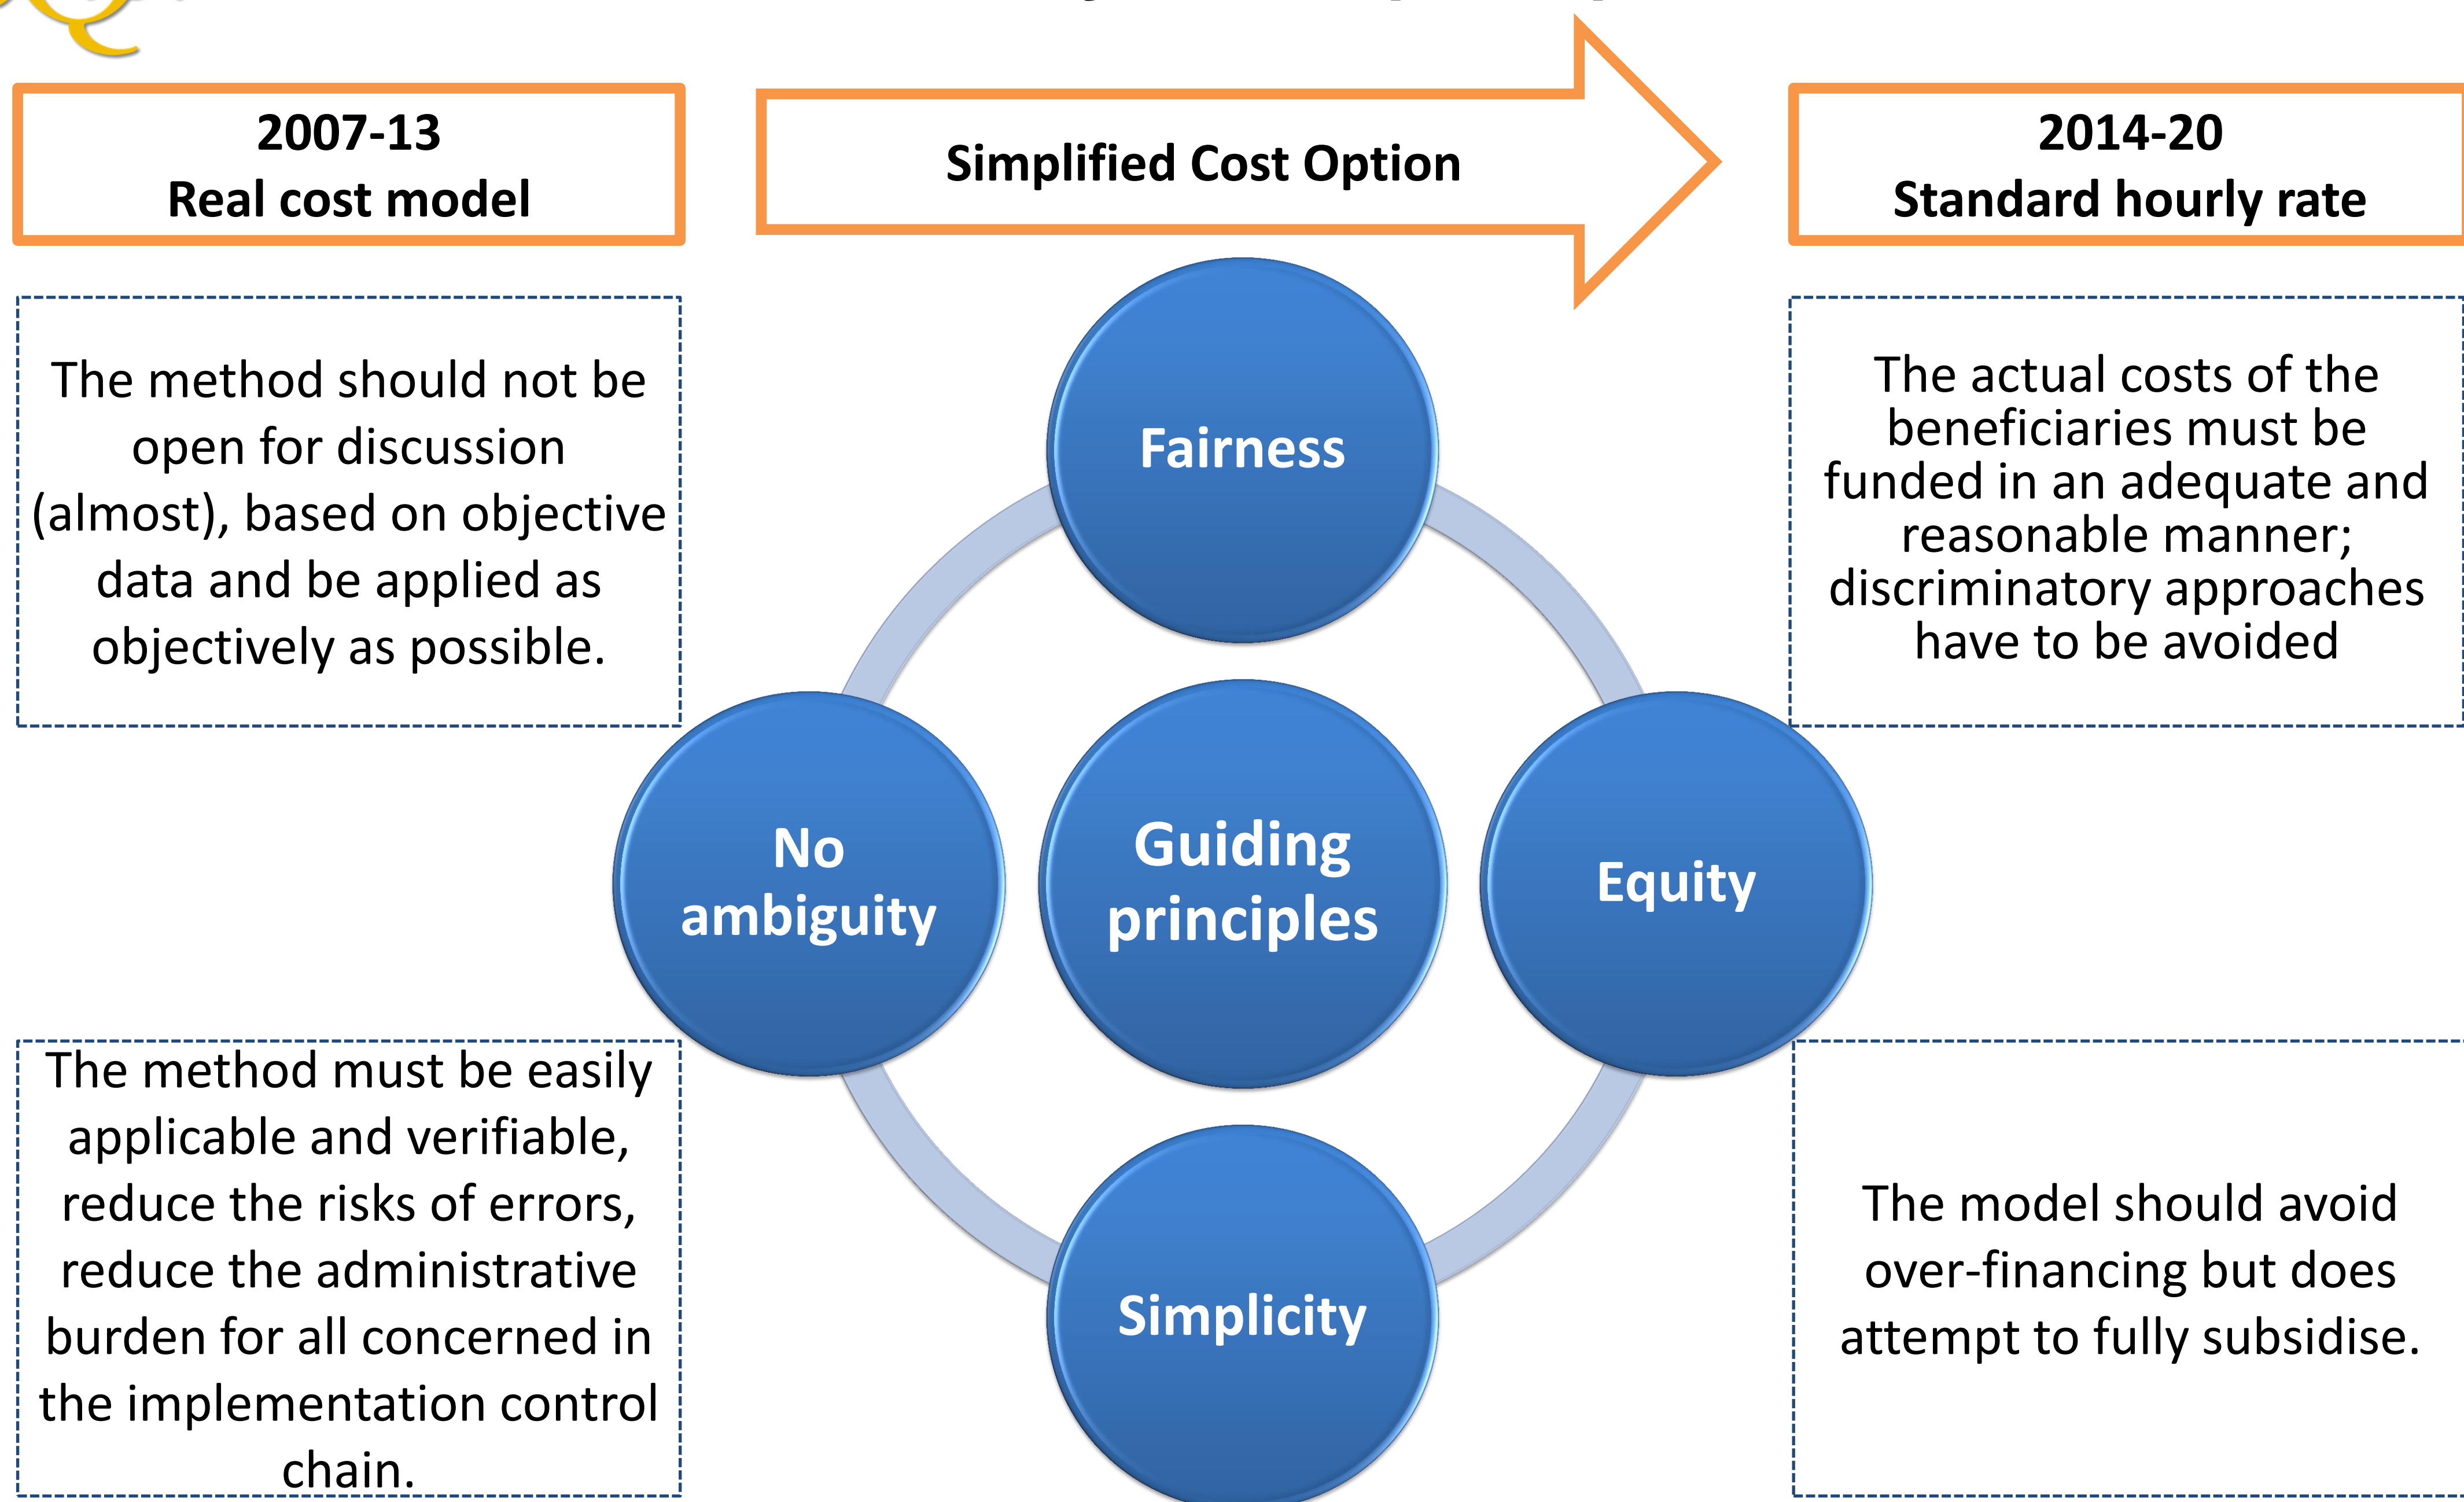 2007-13
Real cost model
Simplified Cost Option
2014-20
Standard hourly rate
The method should not be
open for discussion
(almost), based on objective
data and be applied as
objectively as possible.
Fairness
The actual costs of the
beneficiaries must be
funded in an adequate and
reasonable manner;
discriminatory approaches
have to be avoided
No
ambiguity
Guiding
principles
Equity
The method must be easily
applicable and verifiable,
reduce the risks of errors,
reduce the administrative
burden for all concerned in
the implementation control
chain.
Simplicity
The model should avoid
over-financing but does
attempt to fully subsidise.